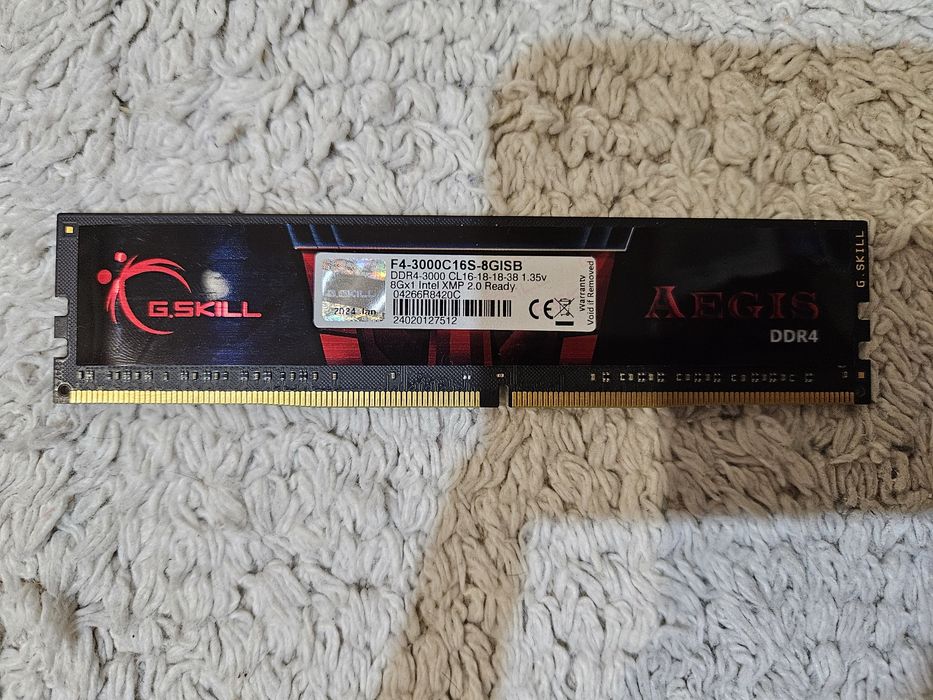 G.SKILL
G.SKILL
2024 Jan
F4-3000C16S-8GISB
DDR4-3000 CL16-18-18-38 1.35v
8Gx1 Intel XMP 2.0 Ready
04266R8420C
24020127512
CE
Warranty
Void if Removed
AEGIS
DDR4
G.SKILL